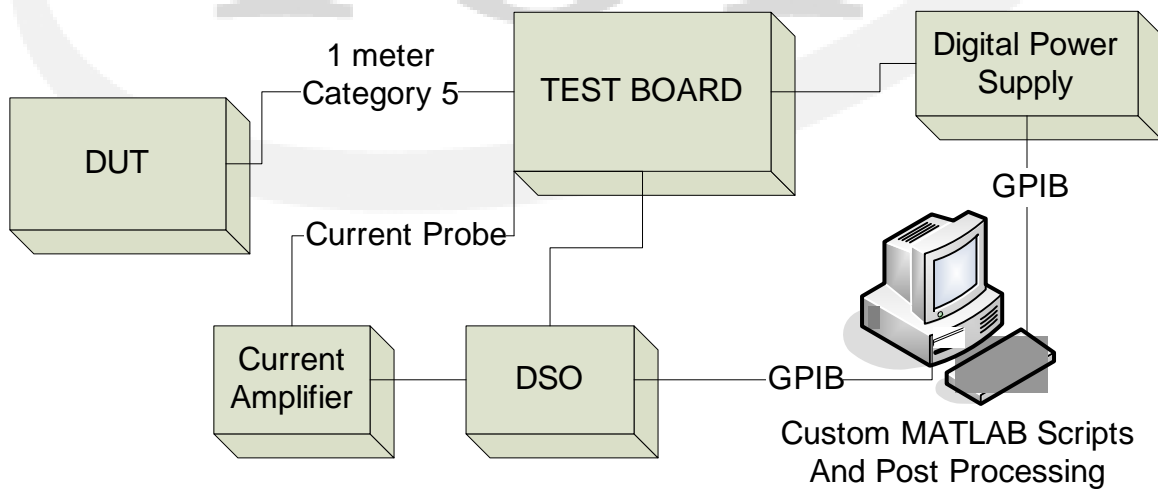 1 meter
Category 5
TEST BOARD
Digital Power
Supply
DUT
GPIB
Current Probe
Current
Amplifier
DSO
GPIB
Custom MATLAB Scripts
And Post Processing